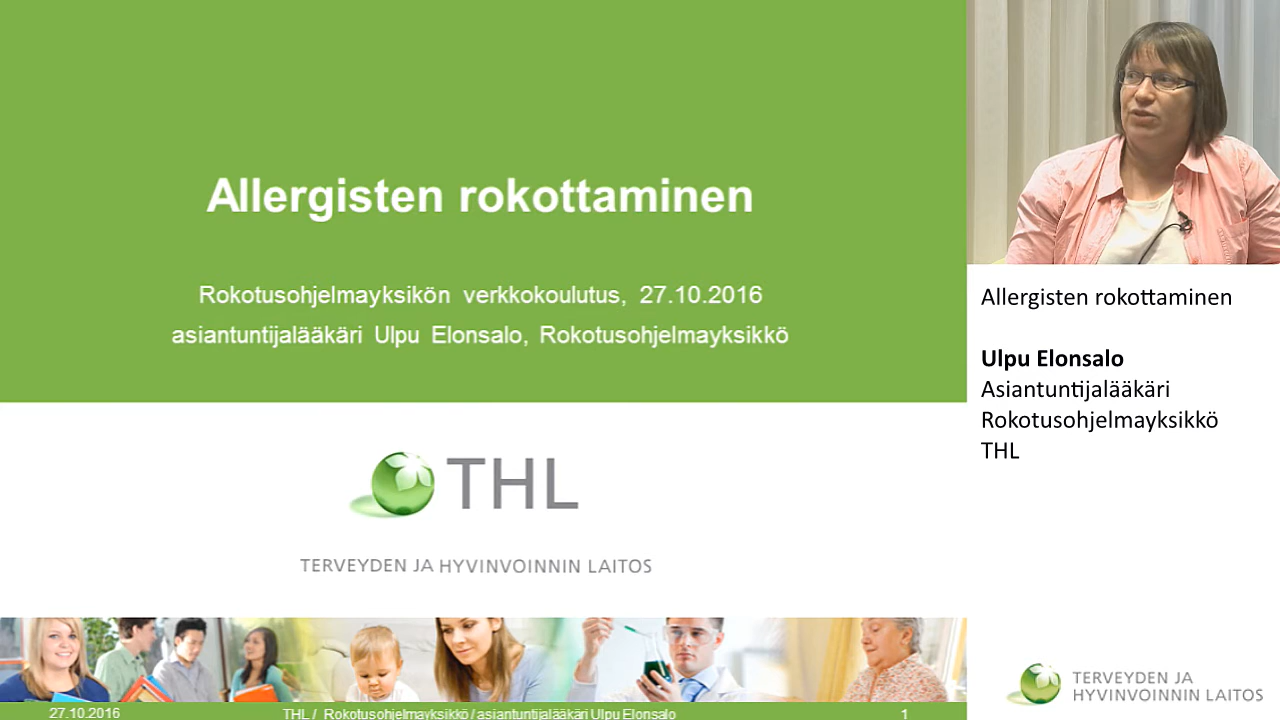 Allergisten rokottaminen
Rokotusohjelmayksikön verkkokoulutus, 27.10.2016
asiantuntijalääkäri Ulpu Elonsalo, Rokotusohjelmayksikkö
THL
TERVEYDEN JA HYVINVOINNIN LAITOS
27.10.2016
THL / Rokotusohjelmayksikkö / asiantuntijalääkäri Ulpu Elonsalo
1
Allergisten rokottaminen
Ulpu Elonsalo
Asiantuntijalääkäri
Rokotusohjelmayksikkö
THL
TERVEYDEN JA
HYVINVOINNIN LAITOS